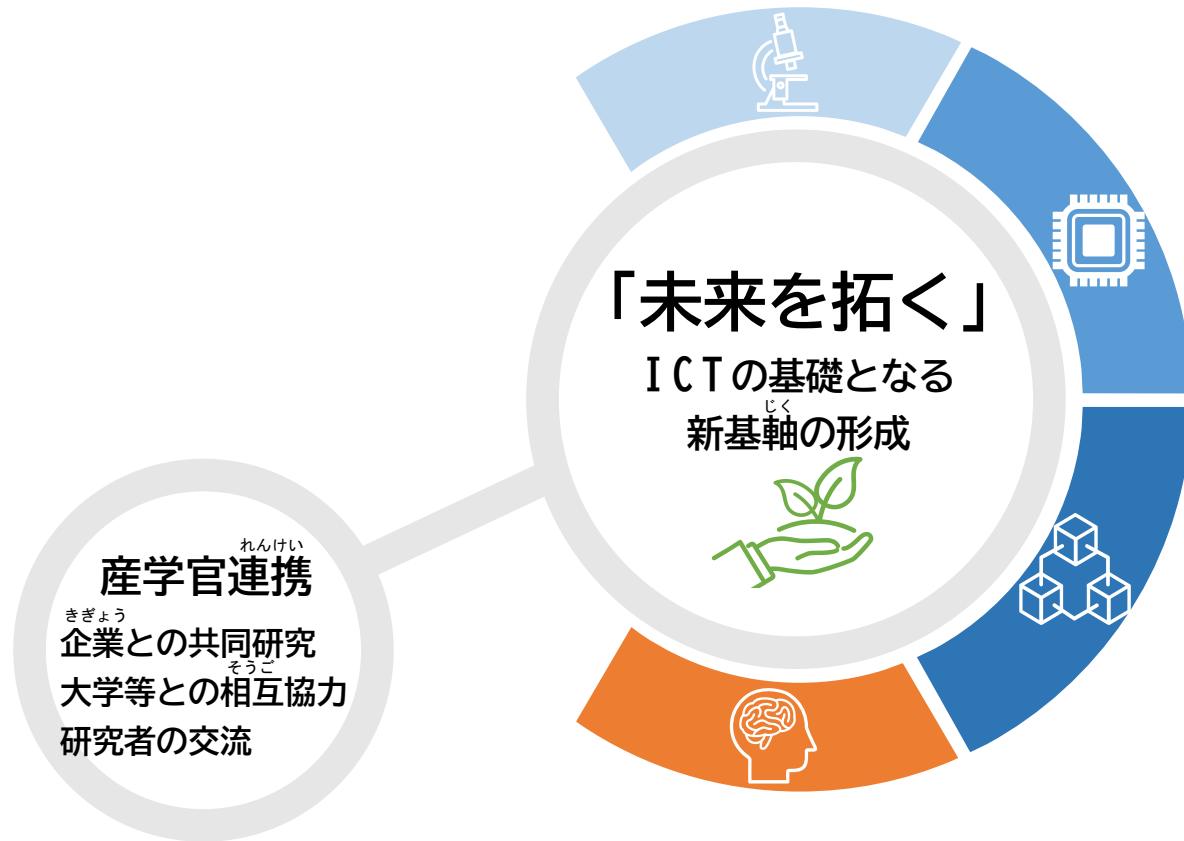 「未来を拓く」
ICTの基礎となる
じく
新基軸の形成
れんけい
産学官連携
きぎょう
企業との共同研究
そうご
大学等との相互協力
研究者の交流